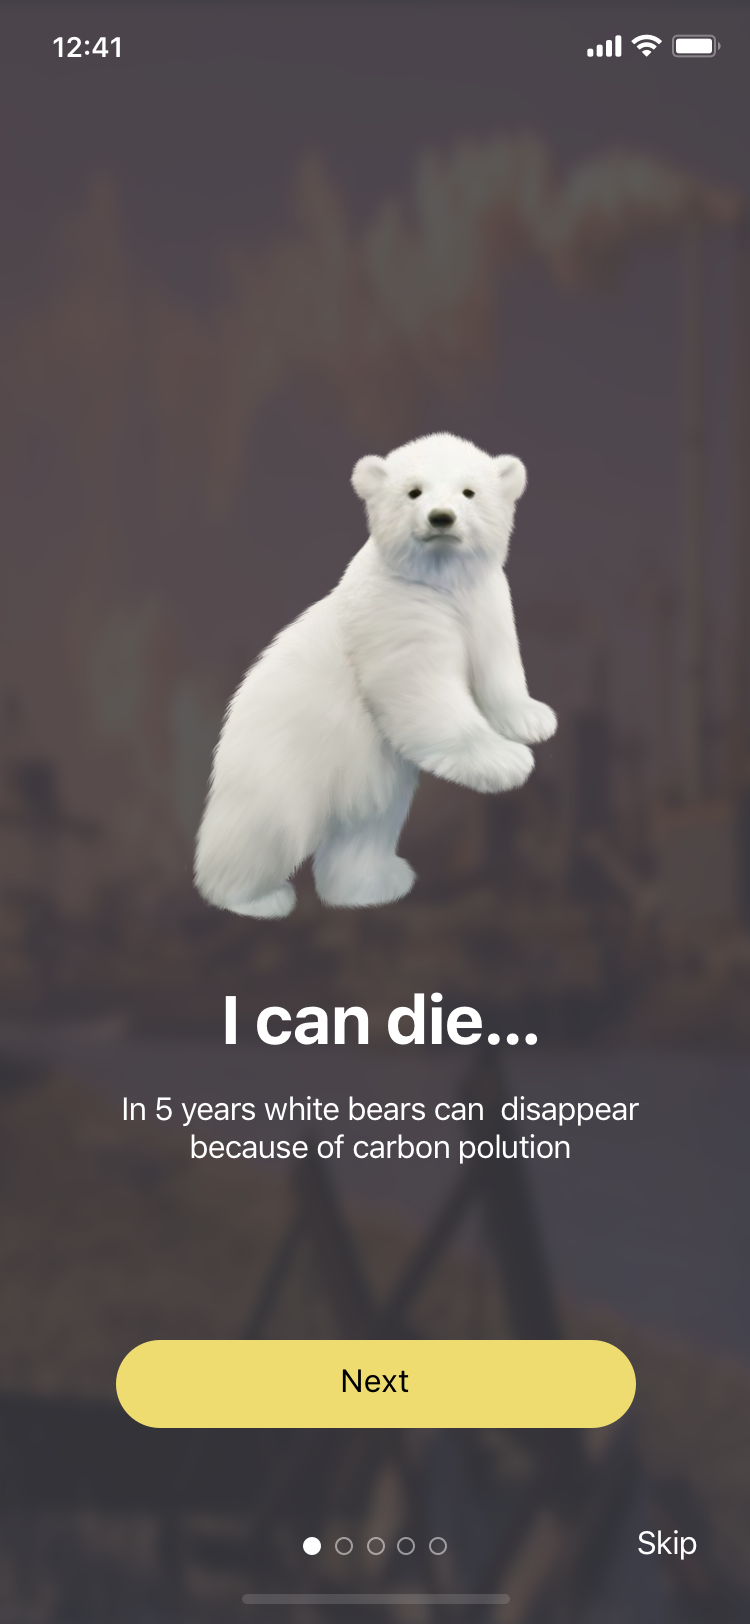 12:41
I can die...
In 5 years white bears can  disappear
because of carbon polution
Next
Skip